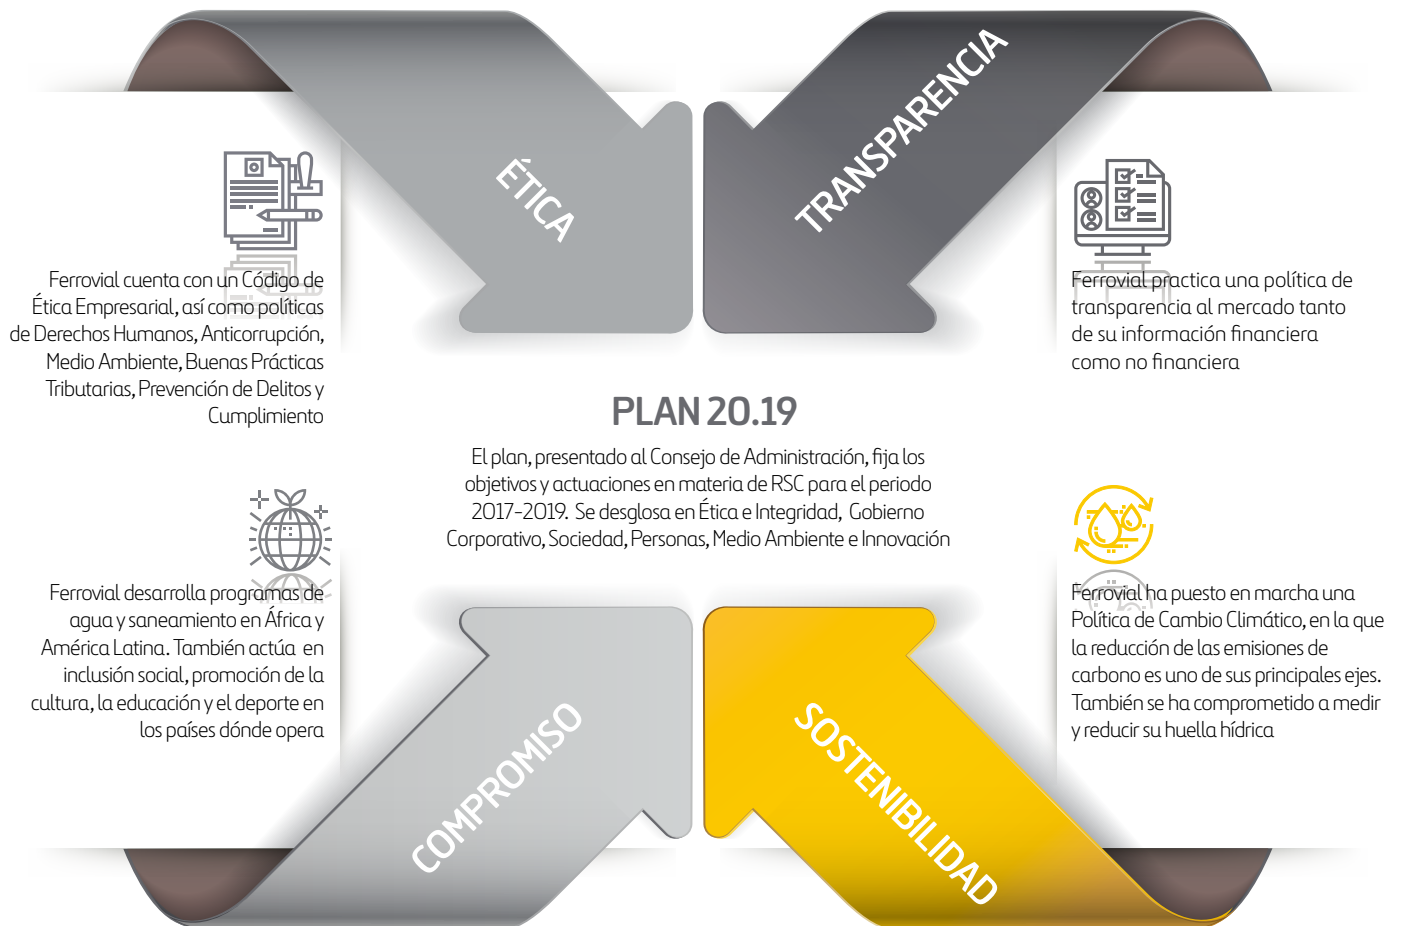 ÉTICA
TRANSPARENCIA
Ferrovial cuenta con un Código de
Ética Empresarial, así como políticas
de Derechos Humanos, Anticorrupción,
Medio Ambiente, Buenas Prácticas
Tributarias, Prevención de Delitos y
Cumplimiento
Ferrovial practica una política de
transparencia al mercado tanto
de su información financiera
como no financiera
PLAN 20.19
El plan, presentado al Consejo de Administración, fija los
objetivos y actuaciones en materia de RSC para el periodo
2017-2019. Se desglosa en Ética e Integridad, Gobierno
Corporativo, Sociedad, Personas, Medio Ambiente e Innovación
Ferrovial desarrolla programas de
agua y saneamiento en África y
América Latina. También actúa en
inclusión social, promoción de la
cultura, la educación y el deporte en
los países dónde opera
Ferrovial ha puesto en marcha una
Política de Cambio Climático, en la que
la reducción de las emisiones de
carbono es uno de sus principales ejes.
También se ha comprometido a medir
y reducir su huella hídrica
COMPROMISO
SOSTENIBILIDAD